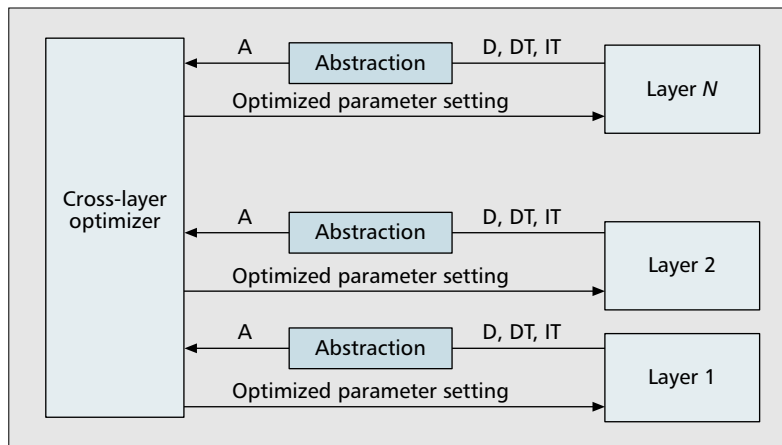 A
Abstraction
D, DT, IT
Layer N
Optimized parameter setting
Cross-layer
optimizer
A
Abstraction
D, DT, IT
Layer 2
Optimized parameter setting
A
Abstraction
D, DT, IT
Layer 1
Optimized parameter setting